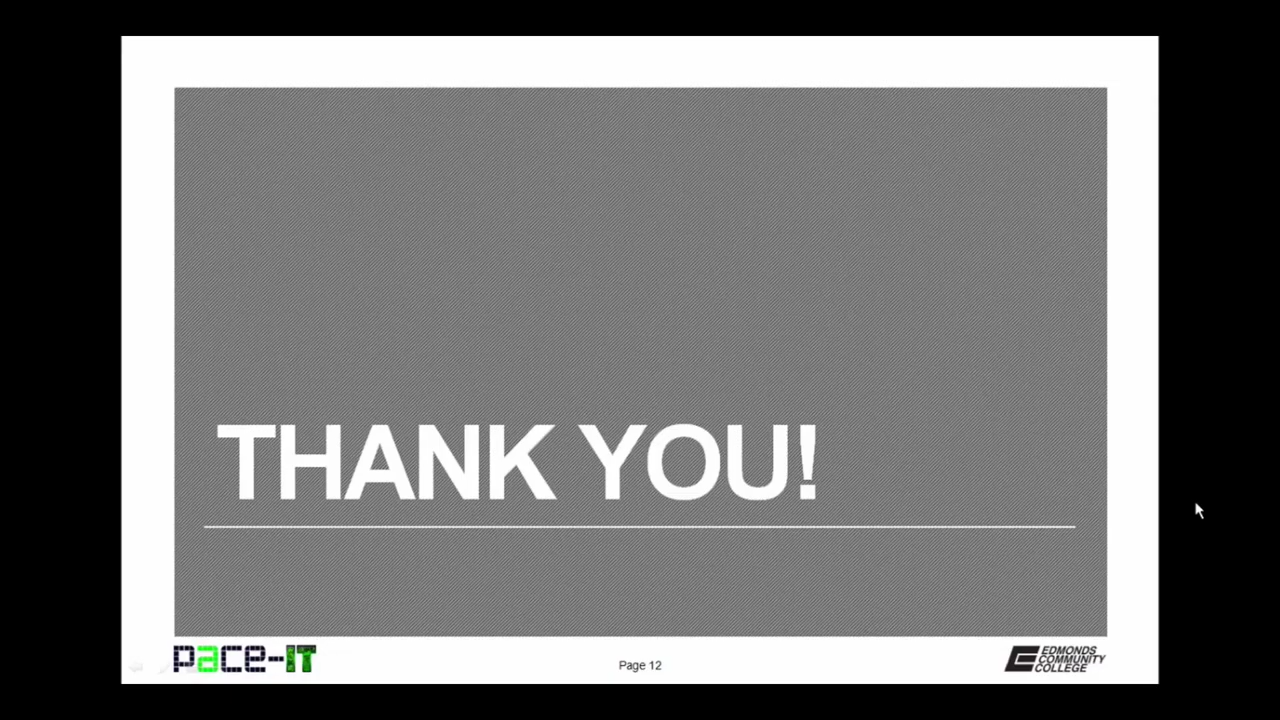 THANK YOU!
pace-IT
Page 12
EDMONDS
COMMUNITY
COLLEGE